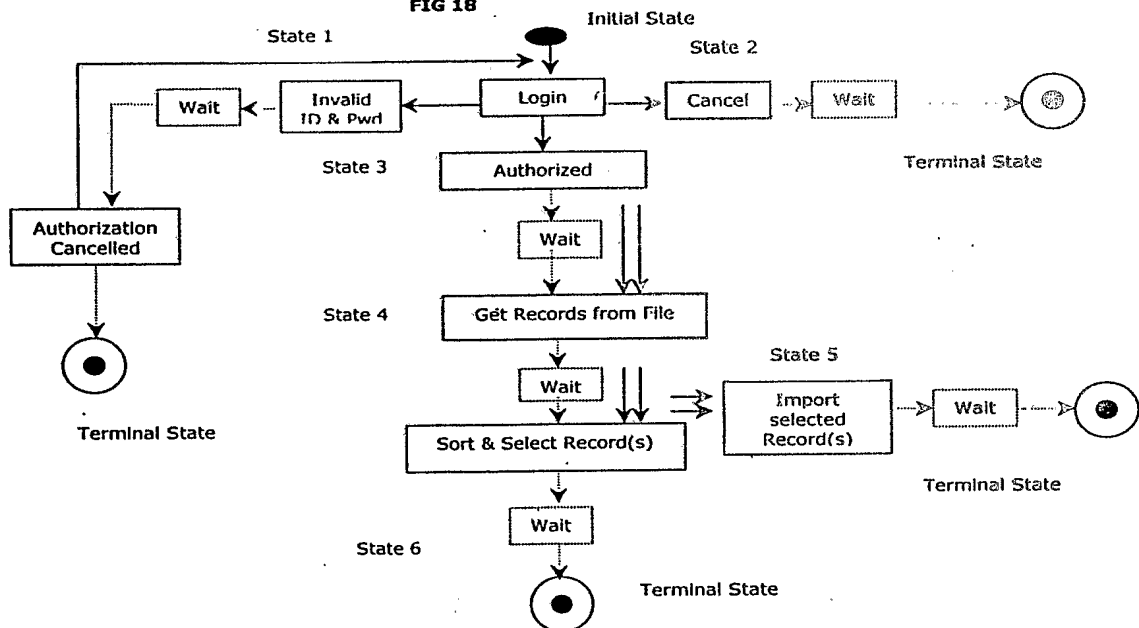 FIG 18
Initial State
State 1
State 2
Wait
Invalid
ID & Pwd
Login
Cancel
Wait
Terminal State
State 3
Authorized
Authorization
Cancelled
Wait
State 4
Get Records from File
State 5
Wait
Import
selected
Record(s)
Wait
Terminal State
Sort & Select Record(s)
Terminal State
Wait
State 6
Terminal State